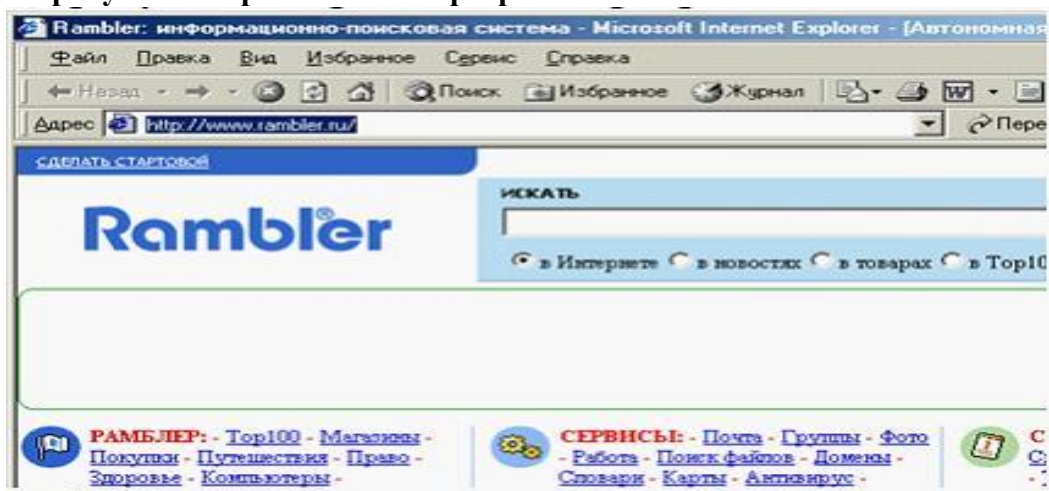 Rambler: информационно-поисковая система - Microsoft Internet Explorer - [Автономная
Файл Правка Вид Избранное Сервис Справка
Назад Поиск Избранное Журнал
Адрес http://www.rambler.ru/ Пере
СДЕЛАТЬ СТАРТОВОЙ
ИСКАТЬ
Rambler
в Интернете в новостях в товарах в Top10
РАМБЛЕР: - Top100 - Магазины -
Покупки - Путешествия - Право -
Здоровье - Компьютеры -
СЕРВИСЫ: - Почта - Группы - Фото
- Работа - Поиск файлов - Домены -
Словари - Карты - Антивирус -